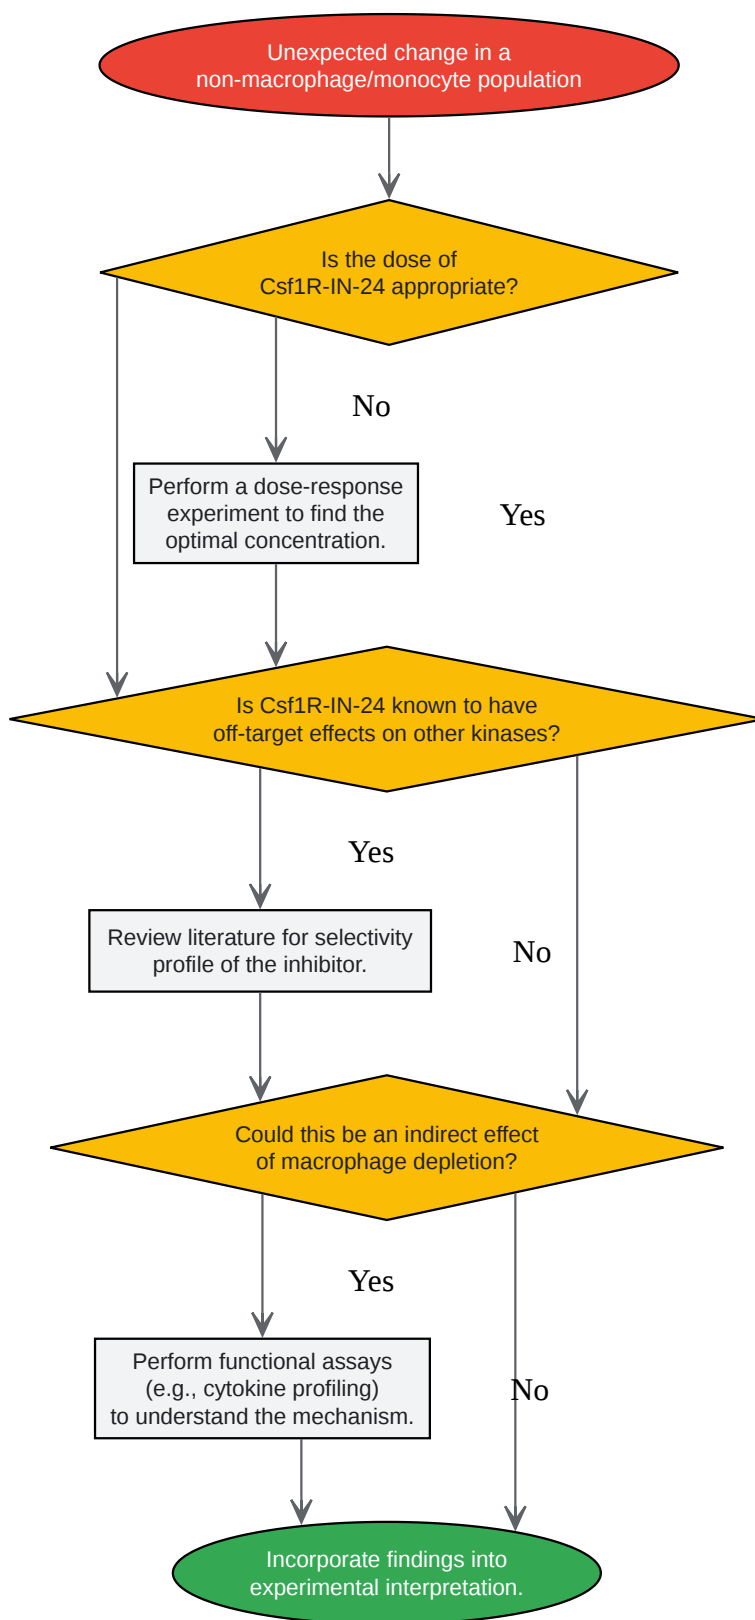 Unexpected change in a
non-macrophage/monocyte population
Is the dose of
Csf1R-IN-24 appropriate?
No
Perform a dose-response
experiment to find the
optimal concentration.
Yes
Is Csf1R-IN-24 known to have
off-target effects on other kinases?
Yes
Review literature for selectivity
profile of the inhibitor.
No
Could this be an indirect effect
of macrophage depletion?
Yes
Perform functional assays
(e.g., cytokine profiling)
to understand the mechanism.
No
Incorporate findings into
experimental interpretation.